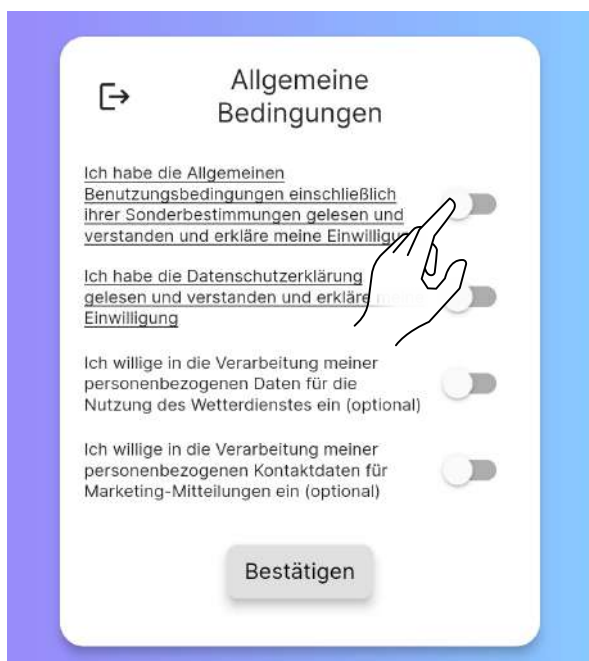 Allgemeine
Bedingungen
Ich habe die Allgemeinen
Benutzungsbedingungen einschließlich
ihrer Sonderbestimmungen gelesen und
verstanden und erkläre meine
Ich habe die Datenschutzerklärung
gelesen und verstanden und erkläre meine
Einwilligung
Ich willige in die Verarbeitung meiner
personenbezogenen Daten für die
Nutzung des Wetterdienstes ein (optional)
Ich willige in die Verarbeitung meiner
personenbezogenen Kontaktdaten für
Marketing-Mitteilungen ein (optional)
Bestätigen